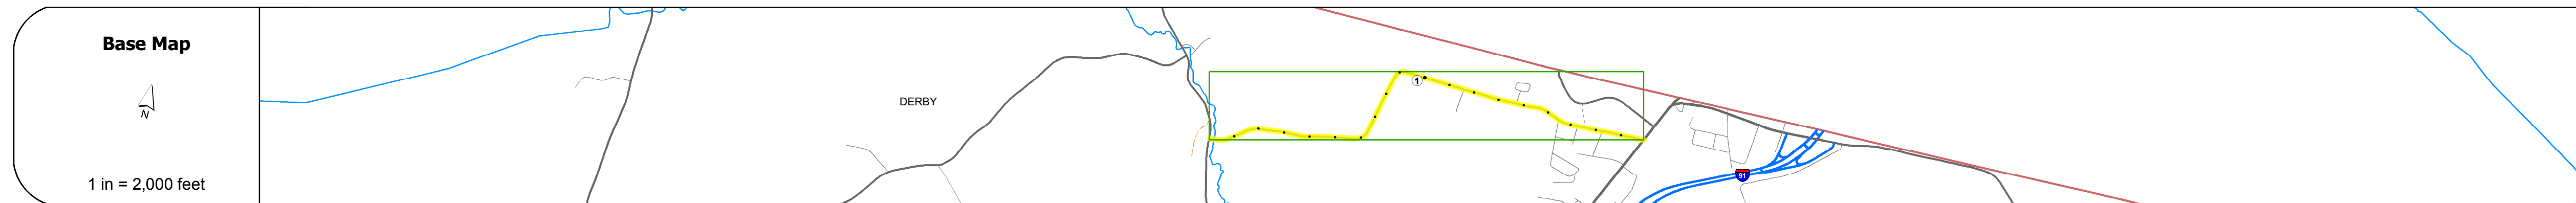 Base Map
N
1 in = 2,000 feet
DERBY
1
91